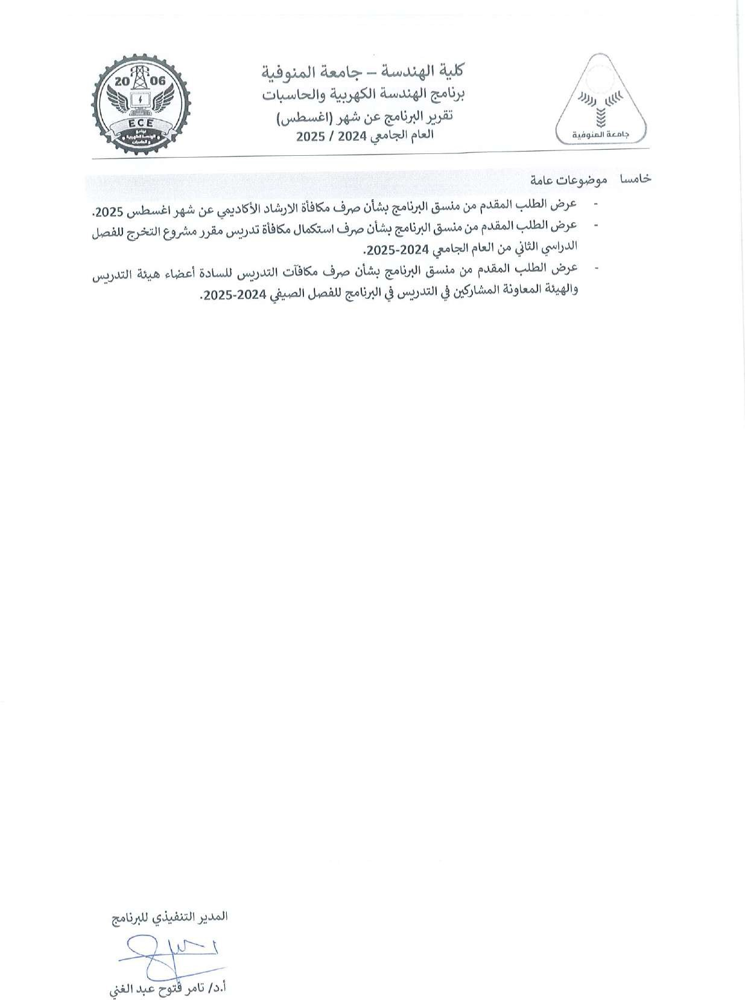 كلية الهندسة – جامعة المنوفية
برنامج الهندسة الكهربية والحاسبات
تقرير البرنامج عن شهر (اغسطس)
العام الجامعي 2024 / 2025
جامعة المنوفية
20 06
ECE
برنامج
الهندسة الكهربية
والحاسبات
خامسا موضوعات عامة
- عرض الطلب المقدم من منسق البرنامج بشأن صرف مكافأة الارشاد الأكاديمي عن شهر اغسطس 2025.
- عرض الطلب المقدم من منسق البرنامج بشأن صرف استكمال مكافأة تدريس مقرر مشروع التخرج للفصل
الدراسي الثاني من العام الجامعي 2024-2025.
- عرض الطلب المقدم من منسق البرنامج بشأن صرف مكافآت التدريس للسادة أعضاء هيئة التدريس
والهيئة المعاونة المشاركين في التدريس في البرنامج للفصل الصيفي 2024-2025.
المدير التنفيذي للبرنامج
أ.د/ تامر فتوح عبد الغني